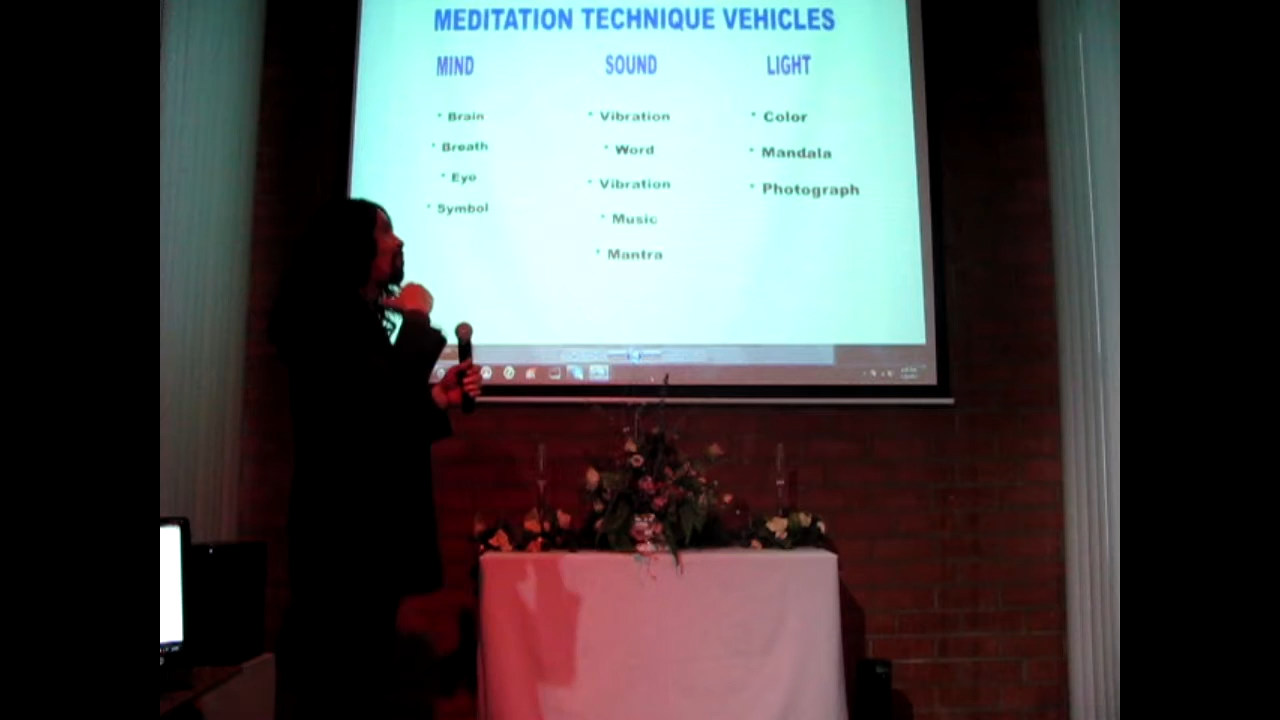 MEDITATION TECHNIQUE VEHICLES
MIND
• Brain
• Breath
• Eye
• Symbol
SOUND
• Vibration
• Word
• Vibration
• Music
• Mantra
LIGHT
• Color
• Mandala
• Photograph